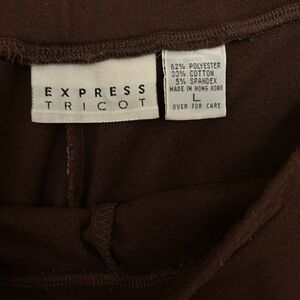 EXPRESS
TRICOT
62% POLYESTER
33% COTTON
5% SPANDEX
MADE IN HONG KONG
L
OVER FOR CARE